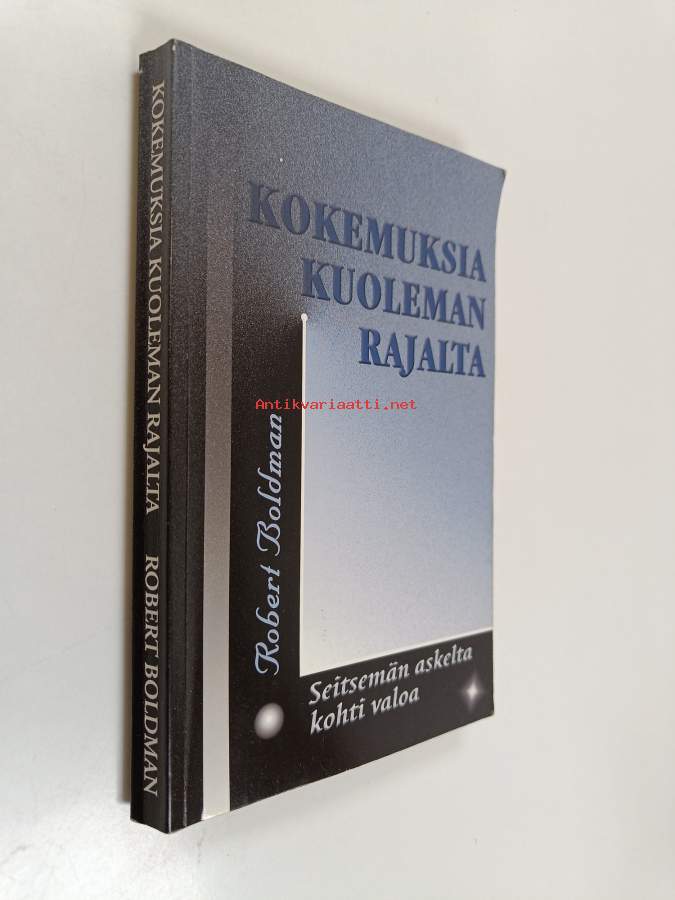 KOKEMUKSIA KUOLEMAN RAJALTA ROBERT BOLDMAN
KOKEMUKSIA
KUOLEMAN
RAJALTA
Antikvariaatti.net
Robert Boldman
Seitsemän askelta
kohti valoa